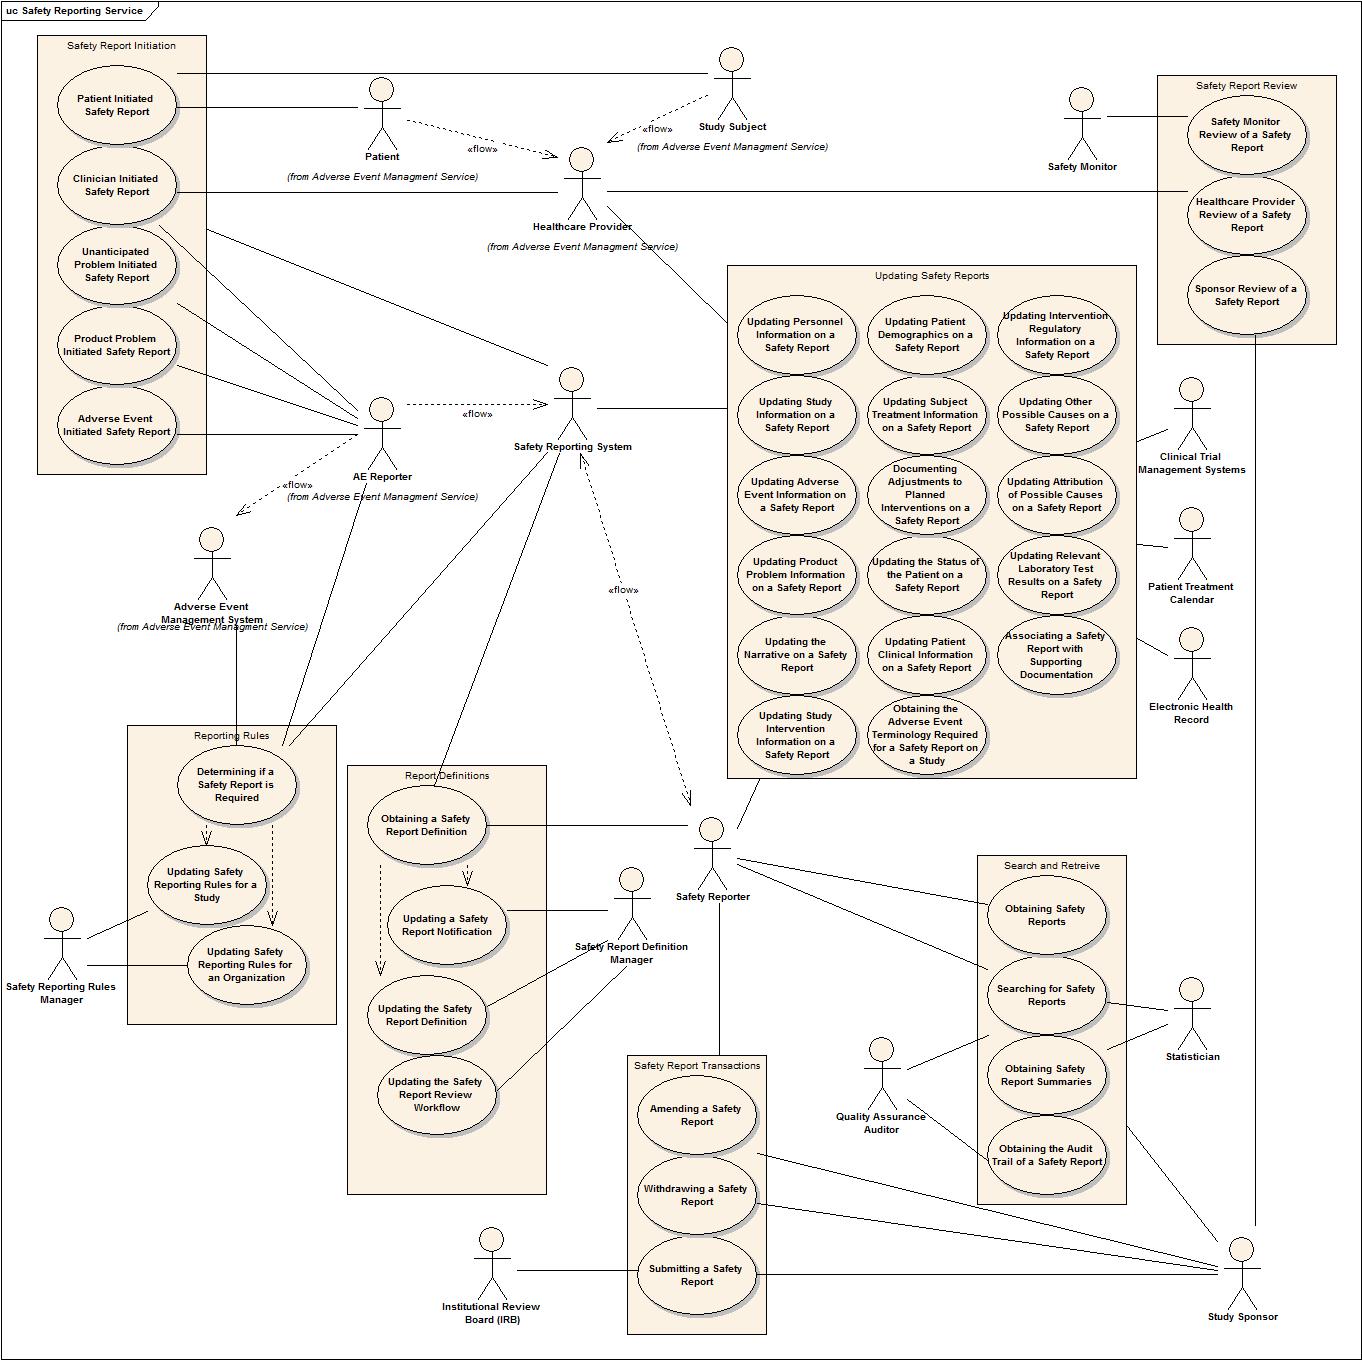 uc Safety Reporting Service
Safety Report Initiation
Patient Initiated
Safety Report
Clinician Initiated
Safety Report
Unanticipated
Problem Initiated
Safety Report
Product Problem
Initiated Safety Report
Adverse Event
Initiated Safety Report
Patient
(from Adverse Event Managment Service)
«flow»
Study Subject
(from Adverse Event Managment Service)
«flow»
Healthcare Provider
(from Adverse Event Managment Service)
Safety Monitor
Safety Report Review
Safety Monitor
Review of a Safety
Report
Healthcare Provider
Review of a Safety
Report
Sponsor Review of a
Safety Report
Updating Safety Reports
Updating Personnel
Information on a
Safety Report
Updating Patient
Demographics on a
Safety Report
Updating Intervention
Regulatory
Information on a
Safety Report
Updating Study
Information on a
Safety Report
Updating Subject
Treatment Information
on a Safety Report
Updating Other
Possible Causes on a
Safety Report
Updating Adverse
Event Information on
a Safety Report
Documenting
Adjustments to
Planned
Interventions on a
Safety Report
Updating Attribution
of Possible Causes
on a Safety Report
Updating Product
Problem Information
on a Safety Report
Updating the Status of
the Patient on a
Safety Report
Updating Relevant
Laboratory Test
Results on a Safety
Report
Updating the
Narrative on a Safety
Report
Updating Patient
Clinical Information
on a Safety Report
Associating a Safety
Report with
Supporting
Documentation
Updating Study
Intervention
Information on a
Safety Report
Obtaining the
Adverse Event
Terminology Required
for a Safety Report on
a Study
Clinical Trial
Management Systems
Patient Treatment
Calendar
Electronic Health
Record
«flow»
Safety Reporting System
AE Reporter
(from Adverse Event Managment Service)
«flow»
Adverse Event
Management System
(from Adverse Event Managment Service)
«flow»
Reporting Rules
Determining if a
Safety Report is
Required
Updating Safety
Reporting Rules for a
Study
Updating Safety
Reporting Rules for
an Organization
Safety Reporting Rules
Manager
Report Definitions
Obtaining a Safety
Report Definition
Updating a Safety
Report Notification
Updating the Safety
Report Definition
Updating the Safety
Report Review
Workflow
Safety Report Definition
Manager
Safety Reporter
Search and Retreive
Obtaining Safety
Reports
Searching for Safety
Reports
Obtaining Safety
Report Summaries
Obtaining the Audit
Trail of a Safety Report
Statistician
Quality Assurance
Auditor
Safety Report Transactions
Amending a Safety
Report
Withdrawing a Safety
Report
Submitting a Safety
Report
Institutional Review
Board (IRB)
Study Sponsor